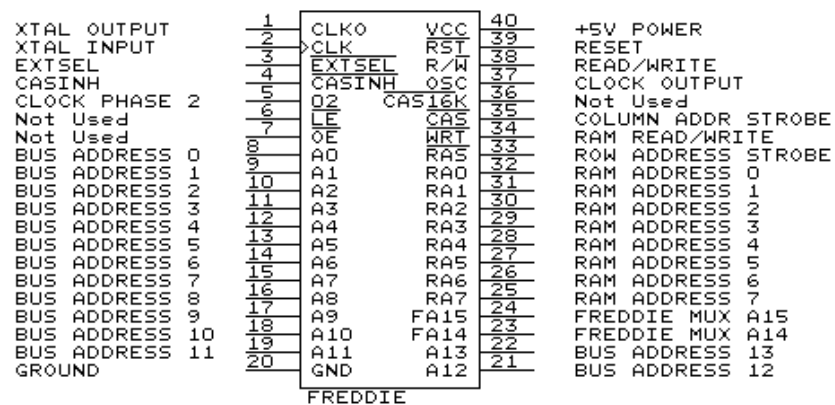 XTAL OUTPUT 1 CLKO VCC 40 +5V POWER
XTAL INPUT 2 CLK RST 39 RESET
EXTSEL 3 EXTSEL R/W 38 READ/WRITE
CASINH 4 CASINH OSC 37 CLOCK OUTPUT
CLOCK PHASE 2 5 02 CAS16K 36 Not Used
Not Used 6 LE CAS 35 COLUMN ADDR STROBE
Not Used 7 OE WRT 34 RAM READ/WRITE
BUS ADDRESS 0 8 A0 RAS 33 ROW ADDRESS STROBE
BUS ADDRESS 1 9 A1 RA0 32 RAM ADDRESS 0
BUS ADDRESS 2 10 A2 RA1 31 RAM ADDRESS 1
BUS ADDRESS 3 11 A3 RA2 30 RAM ADDRESS 2
BUS ADDRESS 4 12 A4 RA3 29 RAM ADDRESS 3
BUS ADDRESS 5 13 A5 RA4 28 RAM ADDRESS 4
BUS ADDRESS 6 14 A6 RA5 27 RAM ADDRESS 5
BUS ADDRESS 7 15 A7 RA6 26 RAM ADDRESS 6
BUS ADDRESS 8 16 A8 RA7 25 RAM ADDRESS 7
BUS ADDRESS 9 17 A9 FA15 24 FREDDIE MUX A15
BUS ADDRESS 10 18 A10 FA14 23 FREDDIE MUX A14
BUS ADDRESS 11 19 A11 A13 22 BUS ADDRESS 13
GROUND 20 GND A12 21 BUS ADDRESS 12
FREDDIE